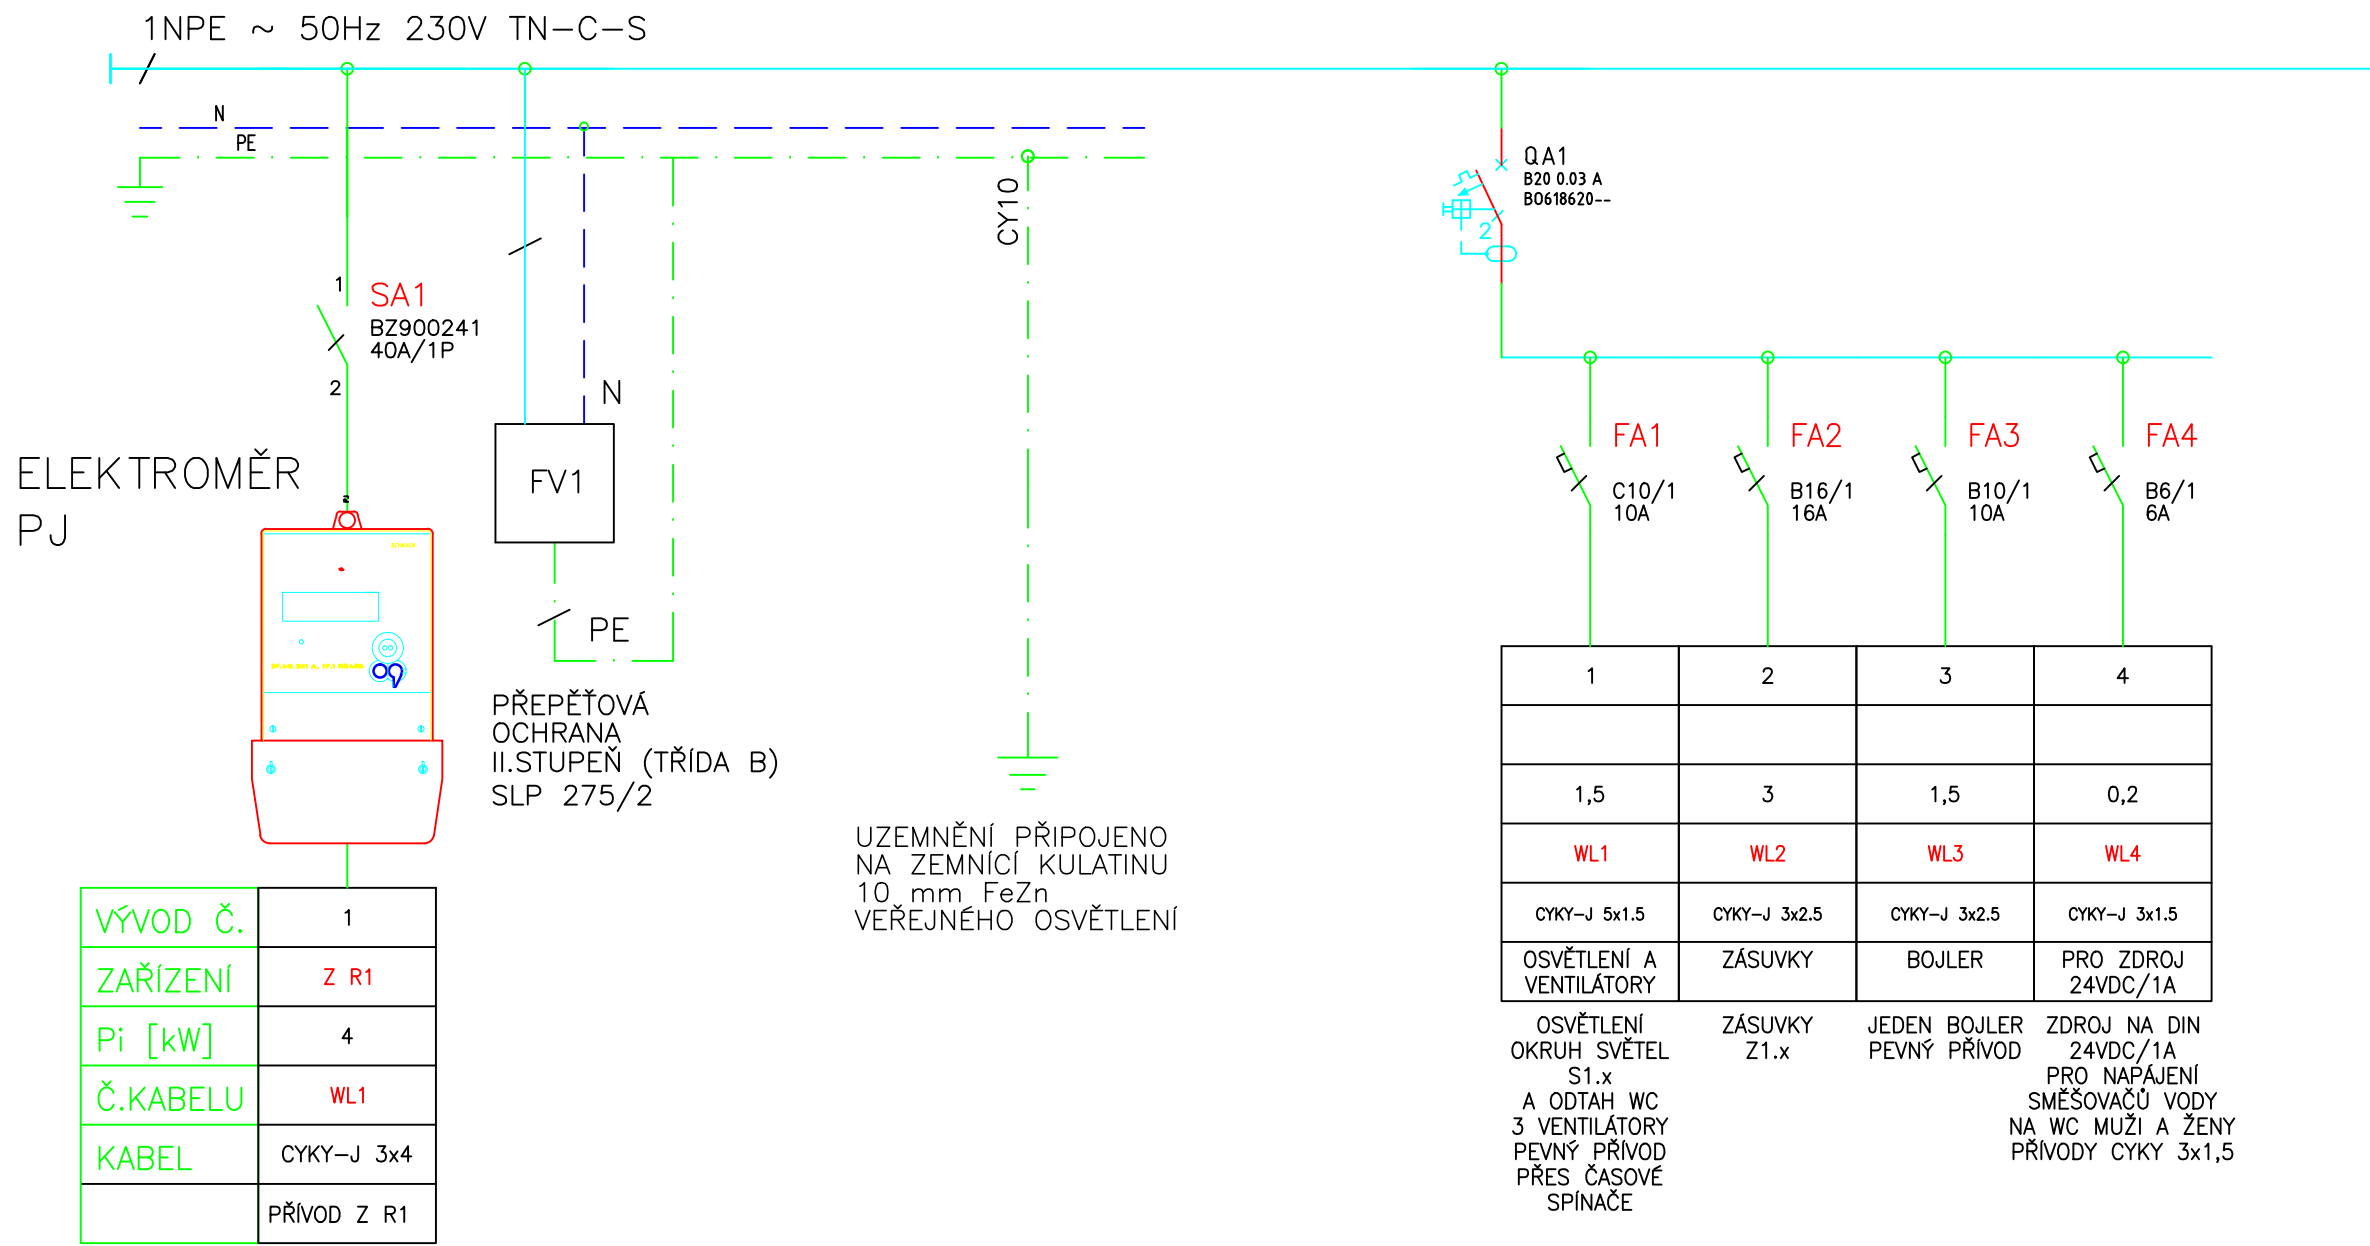 1NPE ~ 50Hz 230V TN-C-S
N
PE
1
SA1
BZ900241
40A/1P
2
ELEKTROMĚR
PJ
N
FV1
PE
PŘEPĚŤOVÁ
OCHRANA
II.STUPEŇ (TŘÍDA B)
SLP 275/2
CY10
UZEMNĚNÍ PŘIPOJENO
NA ZEMNÍCÍ KULATINU
10 mm FeZn
VEŘEJNÉHO OSVĚTLENÍ
VÝVOD Č. 1
ZAŘÍZENÍ Z R1
Pi [kW] 4
Č.KABELU WL1
KABEL CYKY-J 3x4
PŘÍVOD Z R1
QA1
B20 0.03 A
BO618620--
2
FA1
C10/1
10A
FA2
B16/1
16A
FA3
B10/1
10A
FA4
B6/1
6A
1 2 3 4
1,5 3 1,5 0,2
WL1 WL2 WL3 WL4
CYKY-J 5x1.5 CYKY-J 3x2.5 CYKY-J 3x2.5 CYKY-J 3x1.5
OSVĚTLENÍ A
VENTILÁTORY
ZÁSUVKY
BOJLER
PRO ZDROJ
24VDC/1A
OSVĚTLENÍ
OKRUH SVĚTEL
S1.x
A ODTAH WC
3 VENTILÁTORY
PEVNÝ PŘÍVOD
PŘES ČASOVÉ
SPÍNAČE
ZÁSUVKY
Z1.x
JEDEN BOJLER
PEVNÝ PŘÍVOD
ZDROJ NA DIN
24VDC/1A
PRO NAPÁJENÍ
SMĚŠOVAČŮ VODY
NA WC MUŽI A ŽENY
PŘÍVODY CYKY 3x1,5